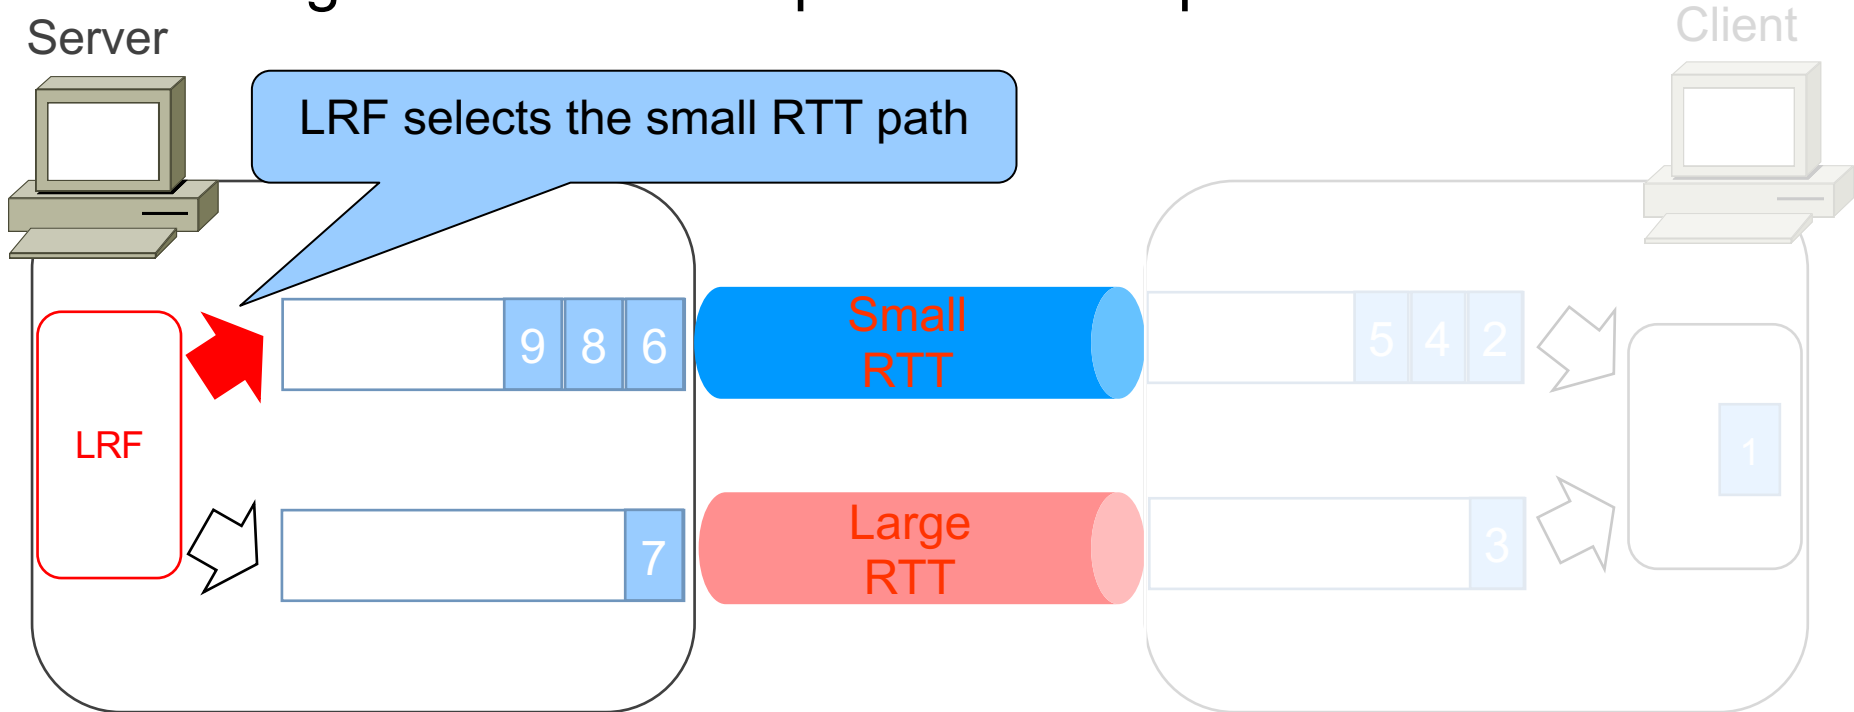 Server
Client
LRF selects the small RTT path
9 8 6
Small
RTT
5 4 2
LRF
1
7
Large
RTT
3